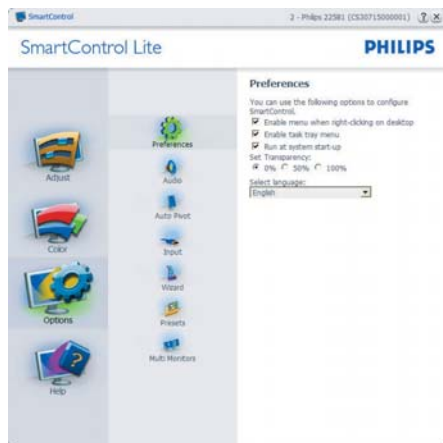 SmartControl
2 - Philips 225B1 (CS30715000001)
SmartControl Lite
PHILIPS
Adjust
Color
Options
Help
Preferences
Audio
Auto Pivot
Input
Wizard
Presets
Multi Monitors
Preferences
You can use the following options to configure
SmartControl.
Enable menu when right-clicking on desktop
Enable task tray menu
Run at system start-up
Set Transparency:
0% 50% 100%
Select language:
English